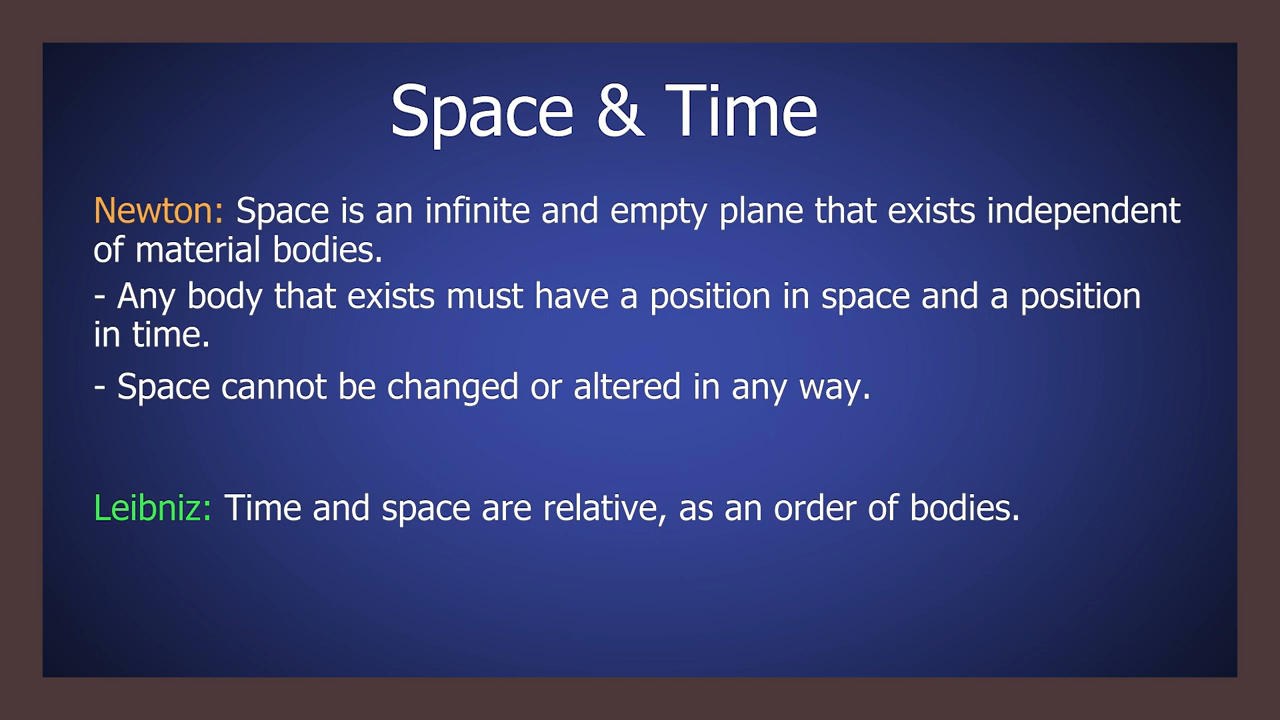 Space & Time
Newton: Space is an infinite and empty plane that exists independent
of material bodies.
- Any body that exists must have a position in space and a position
in time.
- Space cannot be changed or altered in any way.
Leibniz: Time and space are relative, as an order of bodies.